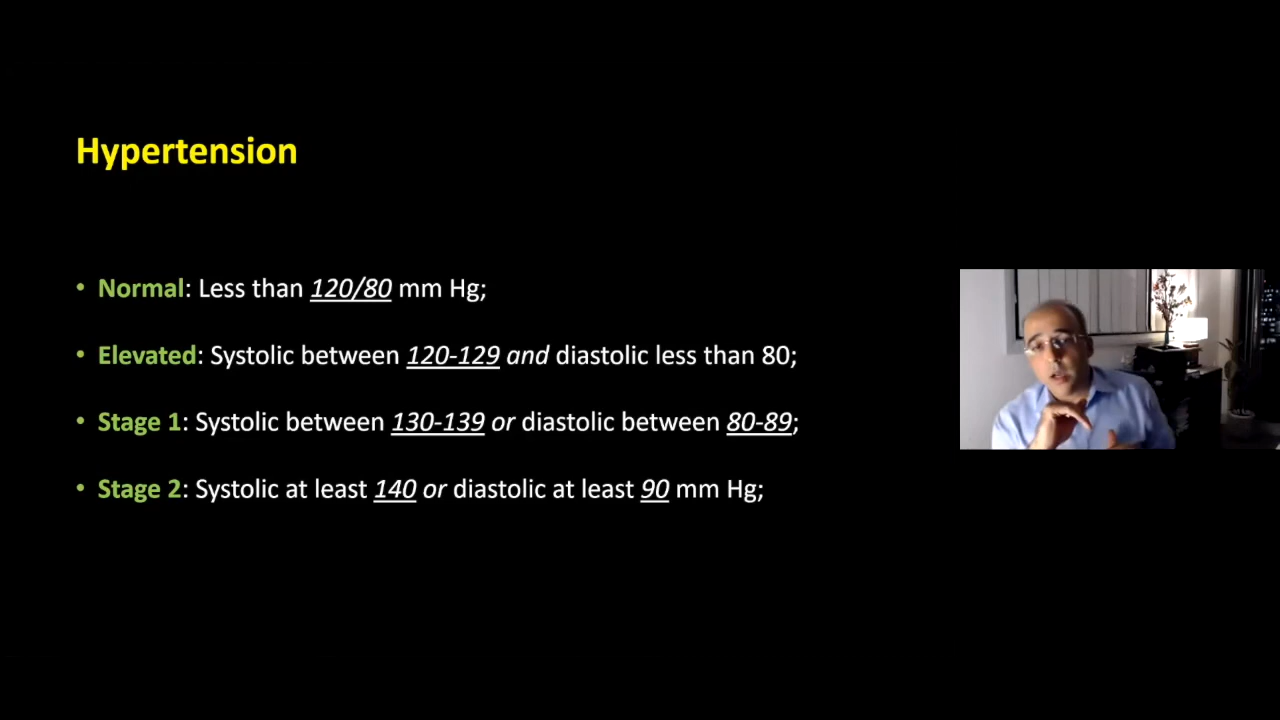 Hypertension
• Normal: Less than 120/80 mm Hg;
• Elevated: Systolic between 120-129 and diastolic less than 80;
• Stage 1: Systolic between 130-139 or diastolic between 80-89;
• Stage 2: Systolic at least 140 or diastolic at least 90 mm Hg;